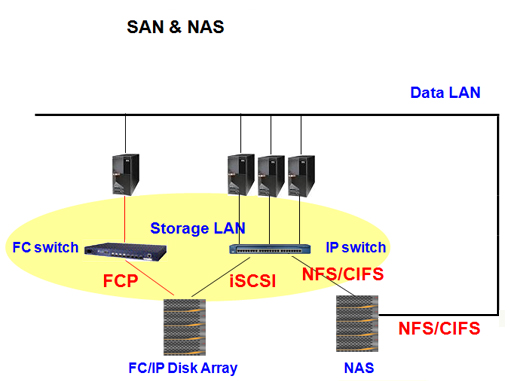 SAN & NAS
Data LAN
Storage LAN
FC switch
IP switch
FCP
iSCSI
NFS/CIFS
NFS/CIFS
FC/IP Disk Array
NAS